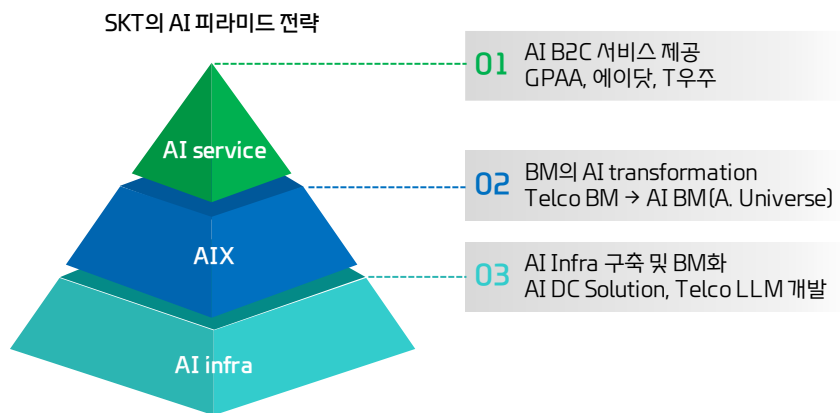 SKT의 AI 피라미드 전략
AI service
AIX
AI infra
01
AI B2C 서비스 제공
GPAA, 에이닷, T우주
02
BM의 AI transformation
Telco BM → AI BM(A. Universe)
03
AI Infra 구축 및 BM화
AI DC Solution, Telco LLM 개발